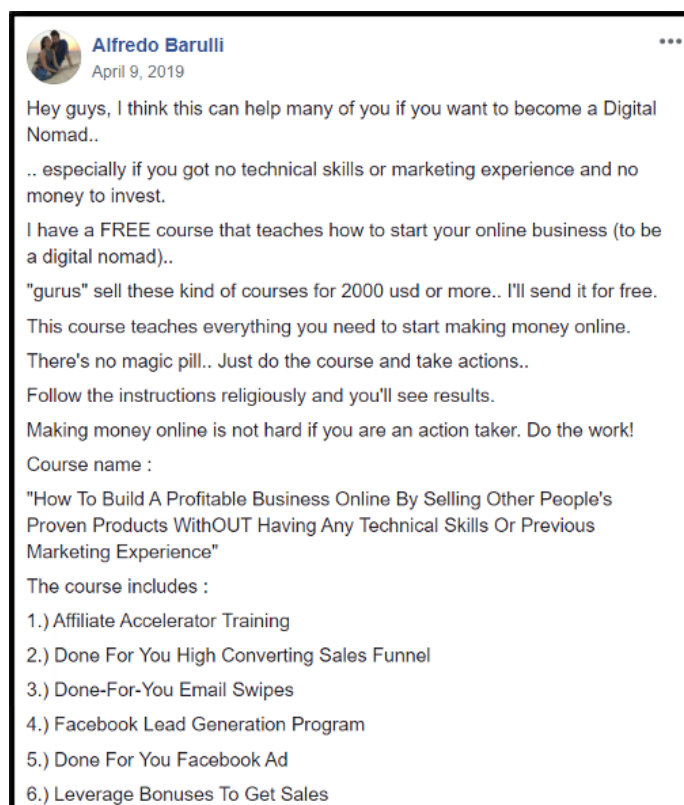 Alfredo Barulli
April 9, 2019
Hey guys, I think this can help many of you if you want to become a Digital
Nomad..
.. especially if you got no technical skills or marketing experience and no
money to invest.
I have a FREE course that teaches how to start your online business (to be
a digital nomad)..
"gurus" sell these kind of courses for 2000 usd or more.. I'll send it for free.
This course teaches everything you need to start making money online.
There's no magic pill.. Just do the course and take actions..
Follow the instructions religiously and you'll see results.
Making money online is not hard if you are an action taker. Do the work!
Course name :
"How To Build A Profitable Business Online By Selling Other People's
Proven Products WithOUT Having Any Technical Skills Or Previous
Marketing Experience"
The course includes :
1.) Affiliate Accelerator Training
2.) Done For You High Converting Sales Funnel
3.) Done-For-You Email Swipes
4.) Facebook Lead Generation Program
5.) Done For You Facebook Ad
6.) Leverage Bonuses To Get Sales